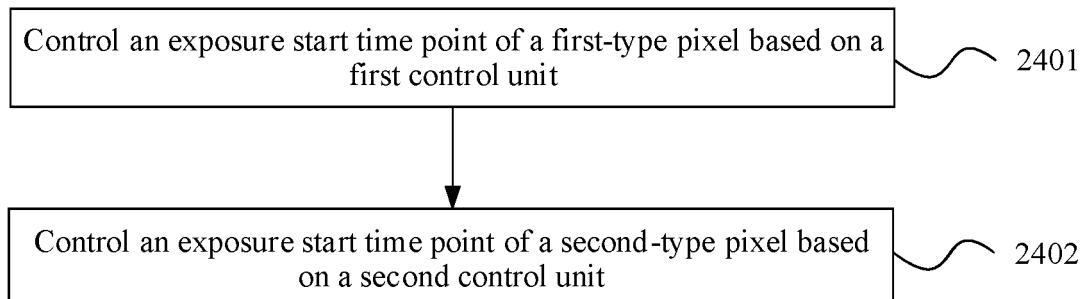 Control an exposure start time point of a first-type pixel based on a
first control unit
2401
Control an exposure start time point of a second-type pixel based
on a second control unit
2402